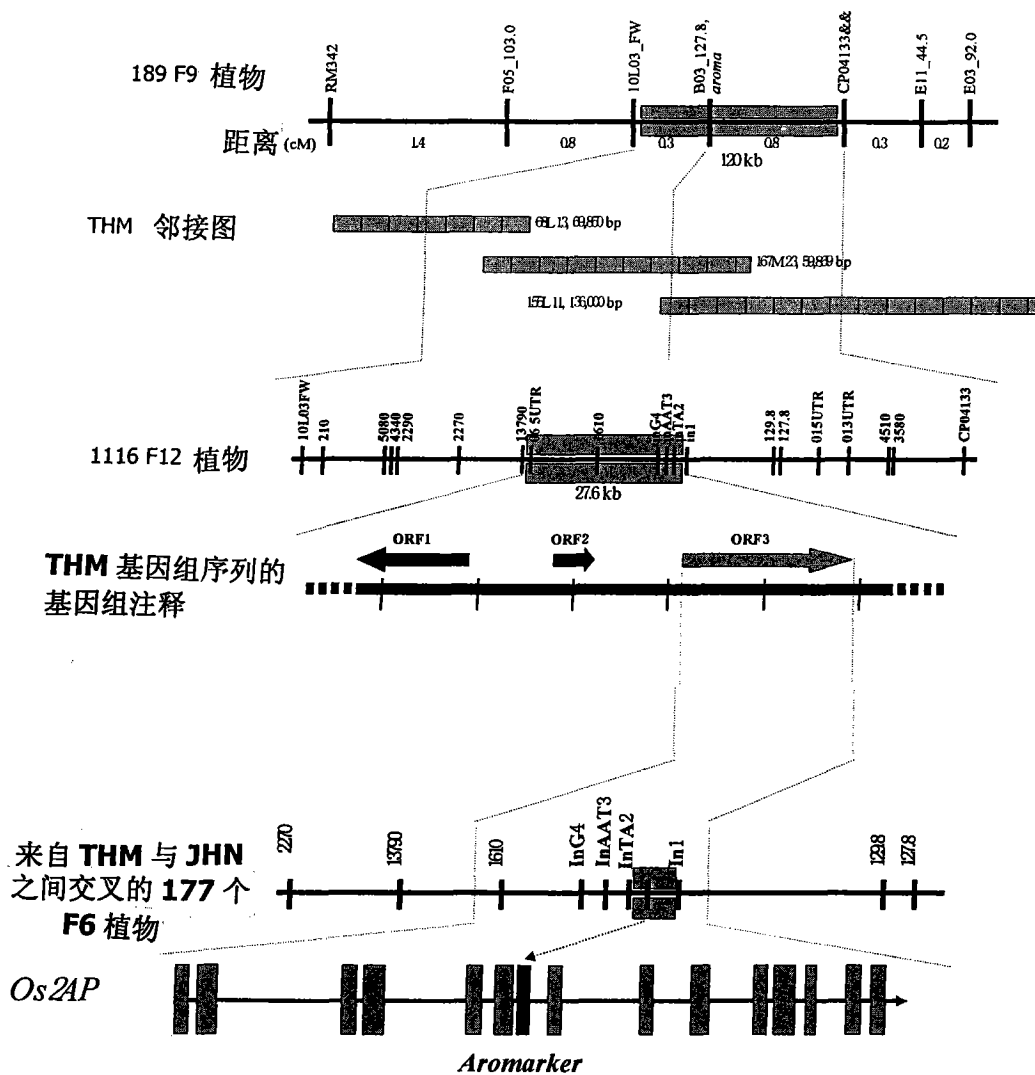 RM342 F05_103.0 10L03_FW B03_127.8, aroma CP04133&& E11_44.5 E03_92.0
189 F9 植物
距离(cM) 1.4 0.8 0.3 0.8 0.3 0.2
120 kb
THM 邻接图
68L13, 69,860 bp
167M23, 59,839 bp
155L11, 136,000 bp
10L03FW 210 5080 4340 2290 2270 13790 5UTR 1610 InG4 InAAT3 InTA2 In1 129.8 127.8 015UTR 013UTR 4510 3580 CP04133
1116 F12 植物
27.6 kb
ORF1 ORF2 ORF3
THM 基因组序列的
基因组注释
2270 13790 1610 InG4 InAAT3 InTA2 In1 129.8 127.8
来自 THM 与 JHN
之间交叉的 177 个
F6 植物
Os2AP
Aromarker